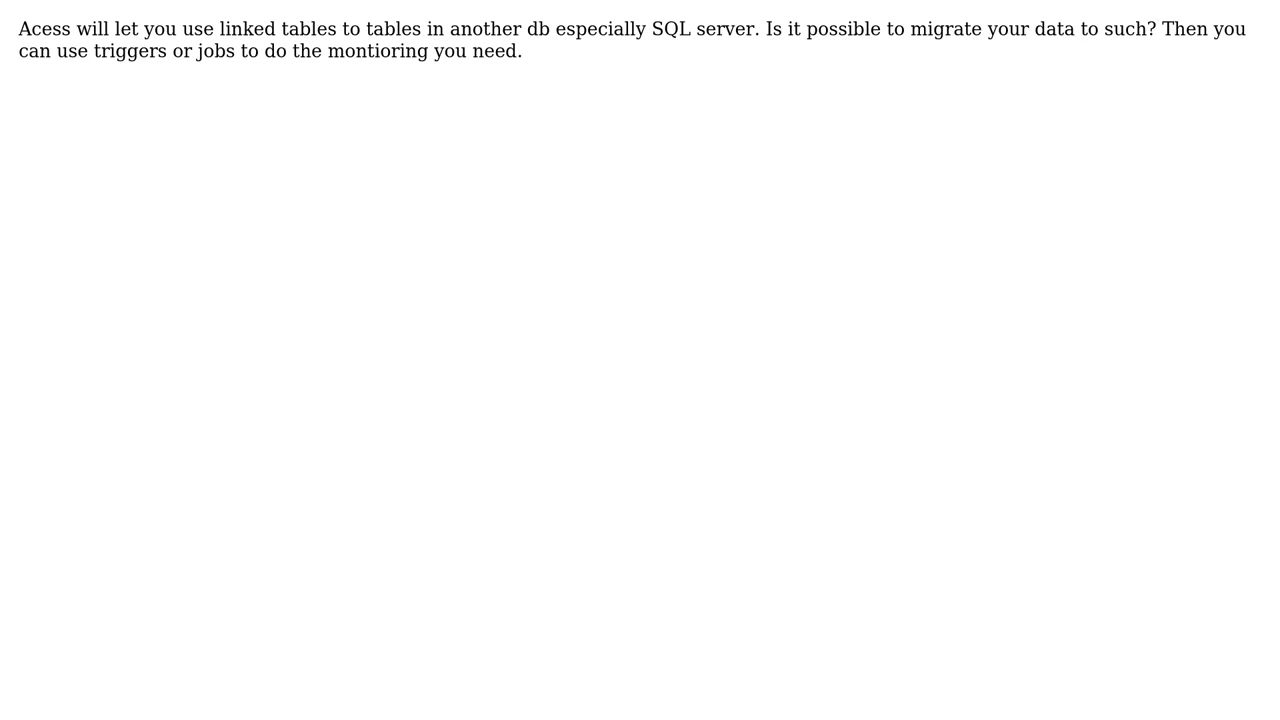 Acess will let you use linked tables to tables in another db especially SQL server. Is it possible to migrate your data to such? Then you
can use triggers or jobs to do the montioring you need.